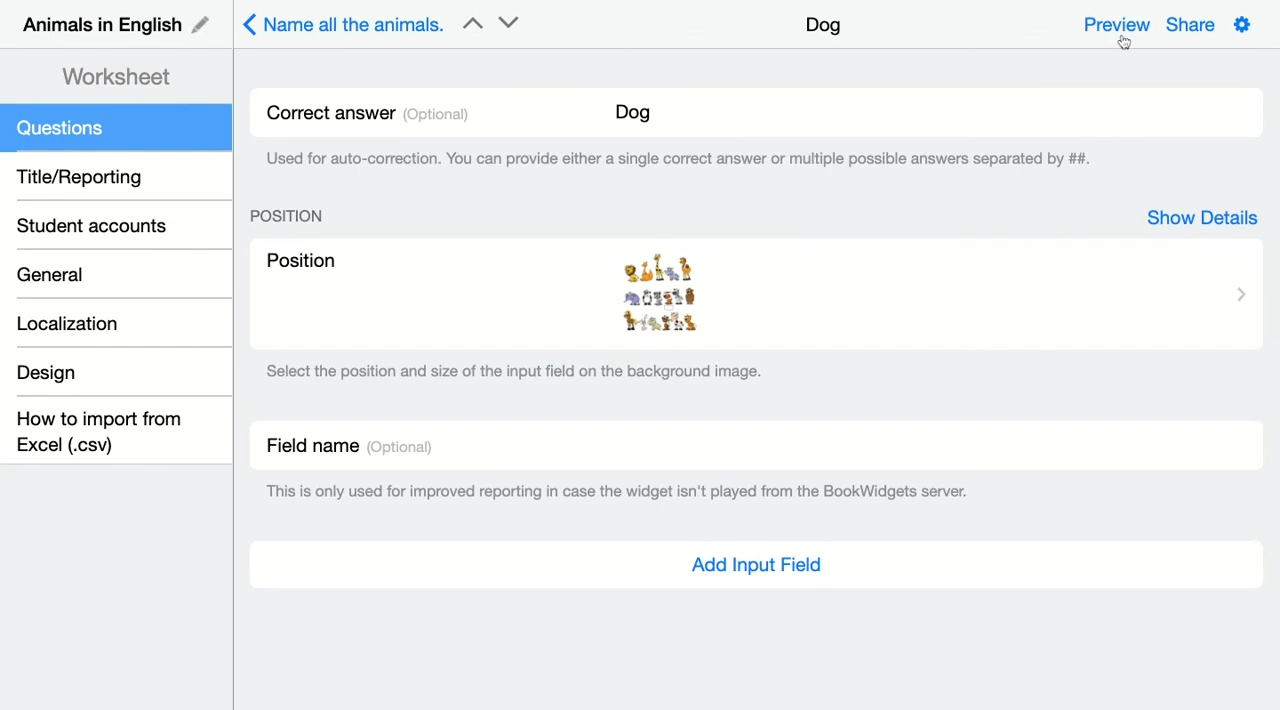 Animals in English
Name all the animals.
Dog
Preview
Share
Worksheet
Questions
Title/Reporting
Student accounts
General
Localization
Design
How to import from
Excel (.csv)
Correct answer (Optional)
Dog
Used for auto-correction. You can provide either a single correct answer or multiple possible answers separated by ##.
POSITION
Show Details
Position
Select the position and size of the input field on the background image.
Field name (Optional)
This is only used for improved reporting in case the widget isn't played from the BookWidgets server.
Add Input Field